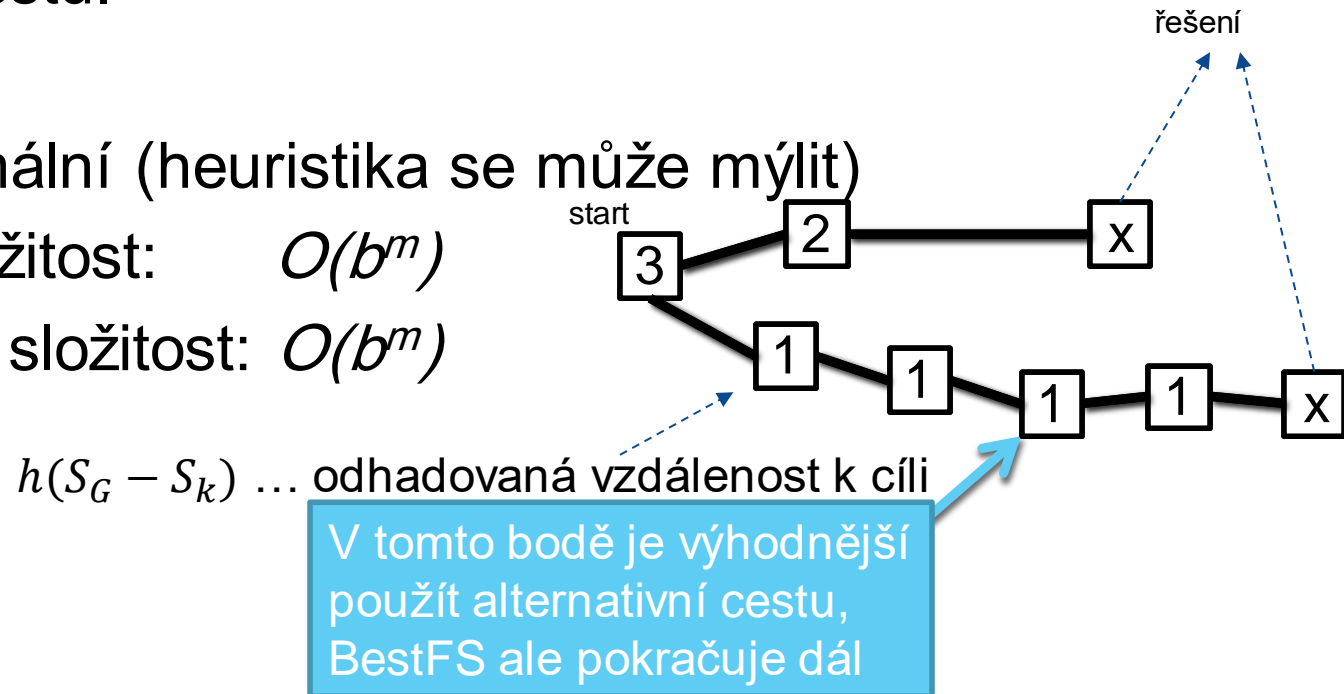 řešení
nální (heuristika se může mýlit)
start
žitost: O(bᵐ)
složitost: O(bᵐ)
3
2
x
1
1
1
1
x
h(S_G − S_k) … odhadovaná vzdálenost k cíli
V tomto bodě je výhodnější
použít alternativní cestu,
BestFS ale pokračuje dál